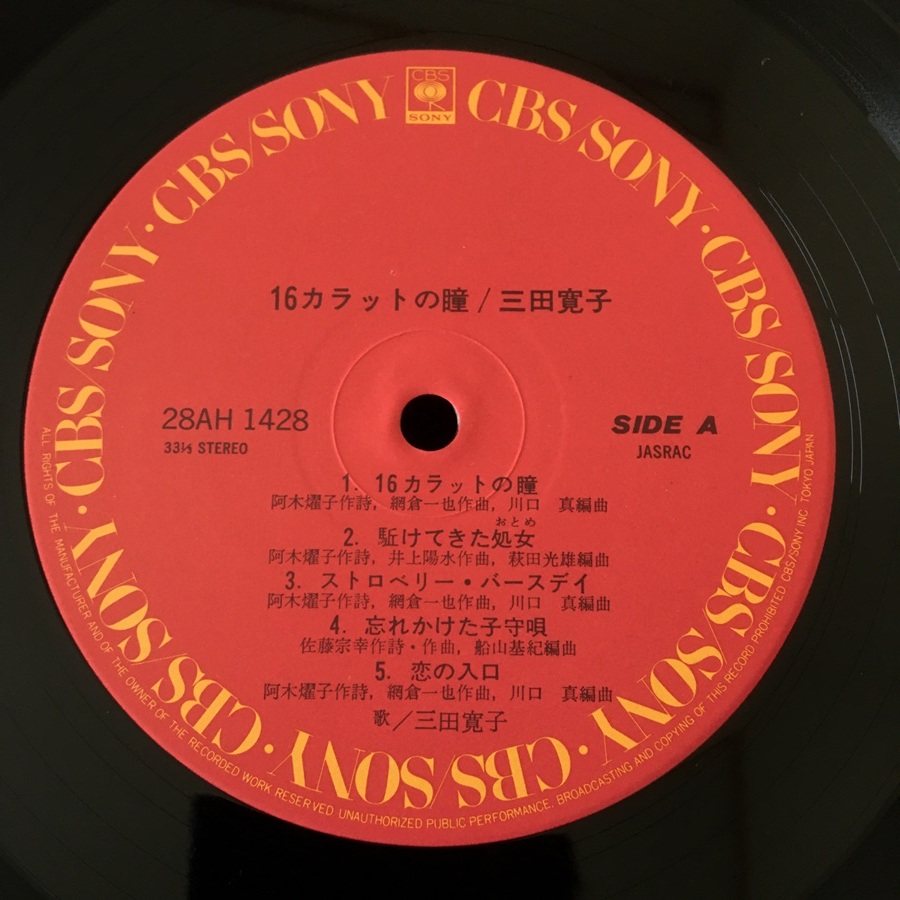 CBS
SONY
CBS/SONY · CBS/SONY · CBS/SONY · CBS/SONY · CBS/SONY · CBS/SONY · CBS/SONY · CBS/SONY
16カラットの瞳/三田寛子
28AH 1428
33⅓ STEREO
SIDE A
JASRAC
1. 16カラットの瞳
阿木燿子作詩, 網倉一也作曲, 川口 真編曲
おとめ
2. 駈けてきた処女
阿木燿子作詩, 井上陽水作曲, 萩田光雄編曲
3. ストロベリー・バースデイ
阿木燿子作詩, 網倉一也作曲, 川口 真編曲
4. 忘れかけた子守唄
佐藤宗幸作詩・作曲, 船山基紀編曲
5. 恋の入口
阿木燿子作詩, 網倉一也作曲, 川口 真編曲
歌/三田寛子
ALL RIGHTS OF THE MANUFACTURER AND OF THE OWNER OF THE RECORDED WORK RESERVED UNAUTHORIZED PUBLIC PERFORMANCE, BROADCASTING AND COPYING OF THIS RECORD PROHIBITED CBS/SONY INC. TOKYO JAPAN